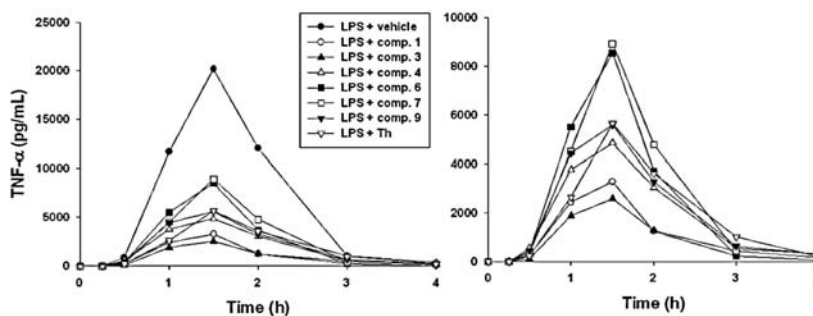 TNF-α (pg/mL)
25000
20000
15000
10000
5000
0
0 1 2 3 4
Time (h)
LPS + vehicle
LPS + comp. 1
LPS + comp. 3
LPS + comp. 4
LPS + comp. 6
LPS + comp. 7
LPS + comp. 9
LPS + Th
10000
8000
6000
4000
2000
0
0 1 2 3
Time (h)